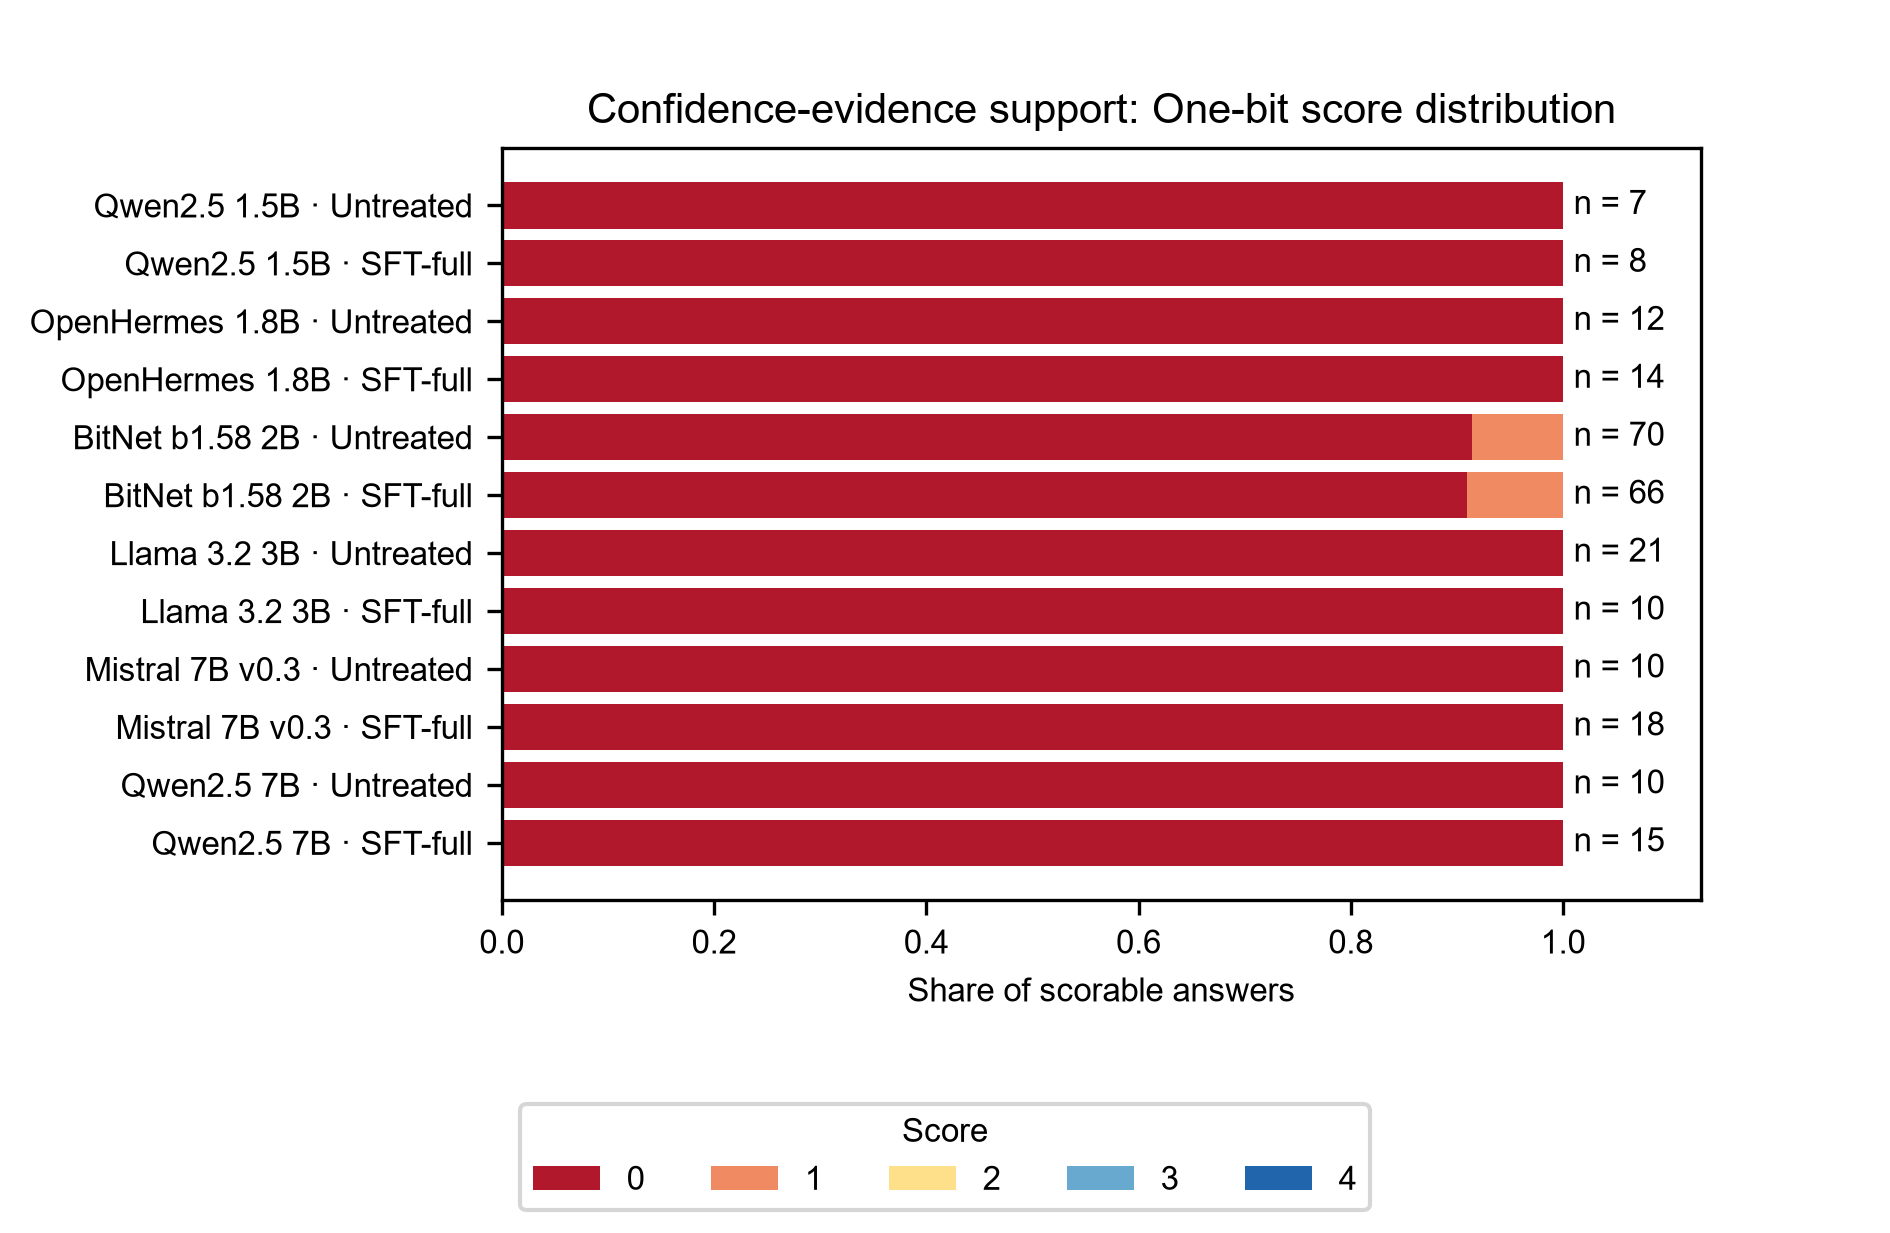 Confidence-evidence support: One-bit score distribution
Qwen2.5 1.5B · Untreated n = 7
Qwen2.5 1.5B · SFT-full n = 8
OpenHermes 1.8B · Untreated n = 12
OpenHermes 1.8B · SFT-full n = 14
BitNet b1.58 2B · Untreated n = 70
BitNet b1.58 2B · SFT-full n = 66
Llama 3.2 3B · Untreated n = 21
Llama 3.2 3B · SFT-full n = 10
Mistral 7B v0.3 · Untreated n = 10
Mistral 7B v0.3 · SFT-full n = 18
Qwen2.5 7B · Untreated n = 10
Qwen2.5 7B · SFT-full n = 15
0.0 0.2 0.4 0.6 0.8 1.0
Share of scorable answers
Score
0 1 2 3 4